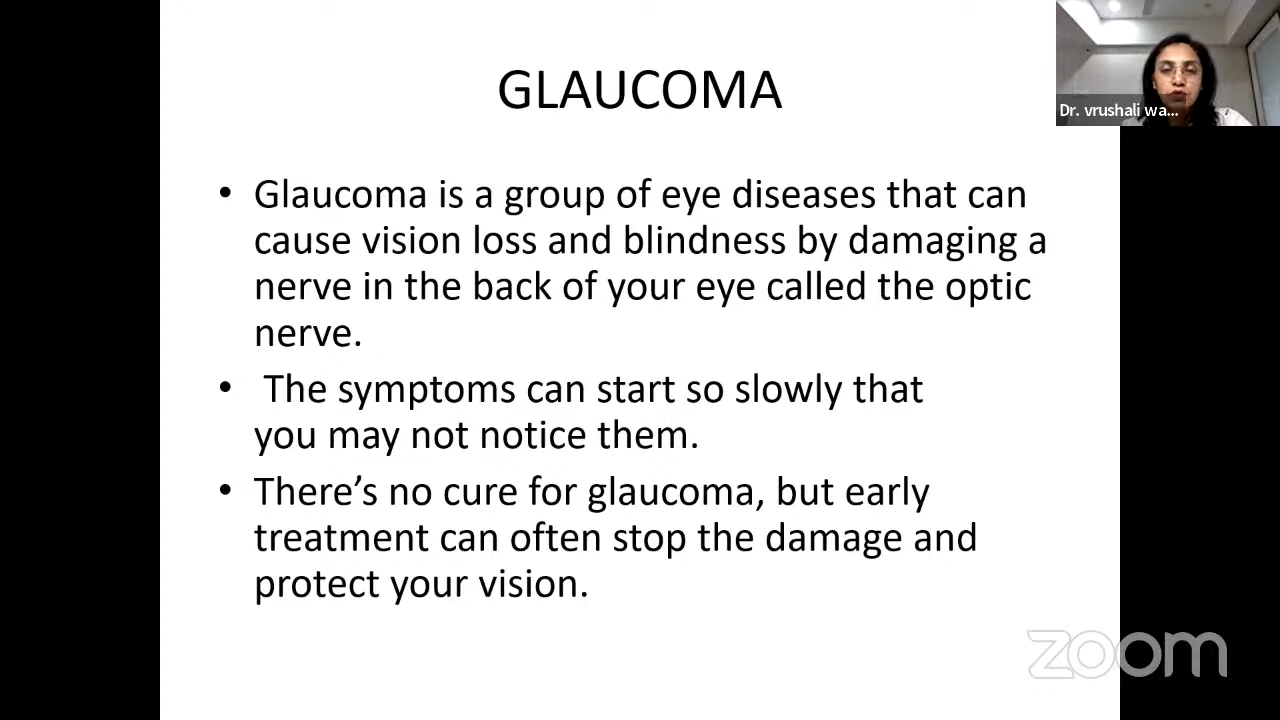 GLAUCOMA
Dr. vrushali wa...
• Glaucoma is a group of eye diseases that can
cause vision loss and blindness by damaging a
nerve in the back of your eye called the optic
nerve.
• The symptoms can start so slowly that
you may not notice them.
• There’s no cure for glaucoma, but early
treatment can often stop the damage and
protect your vision.
zoom